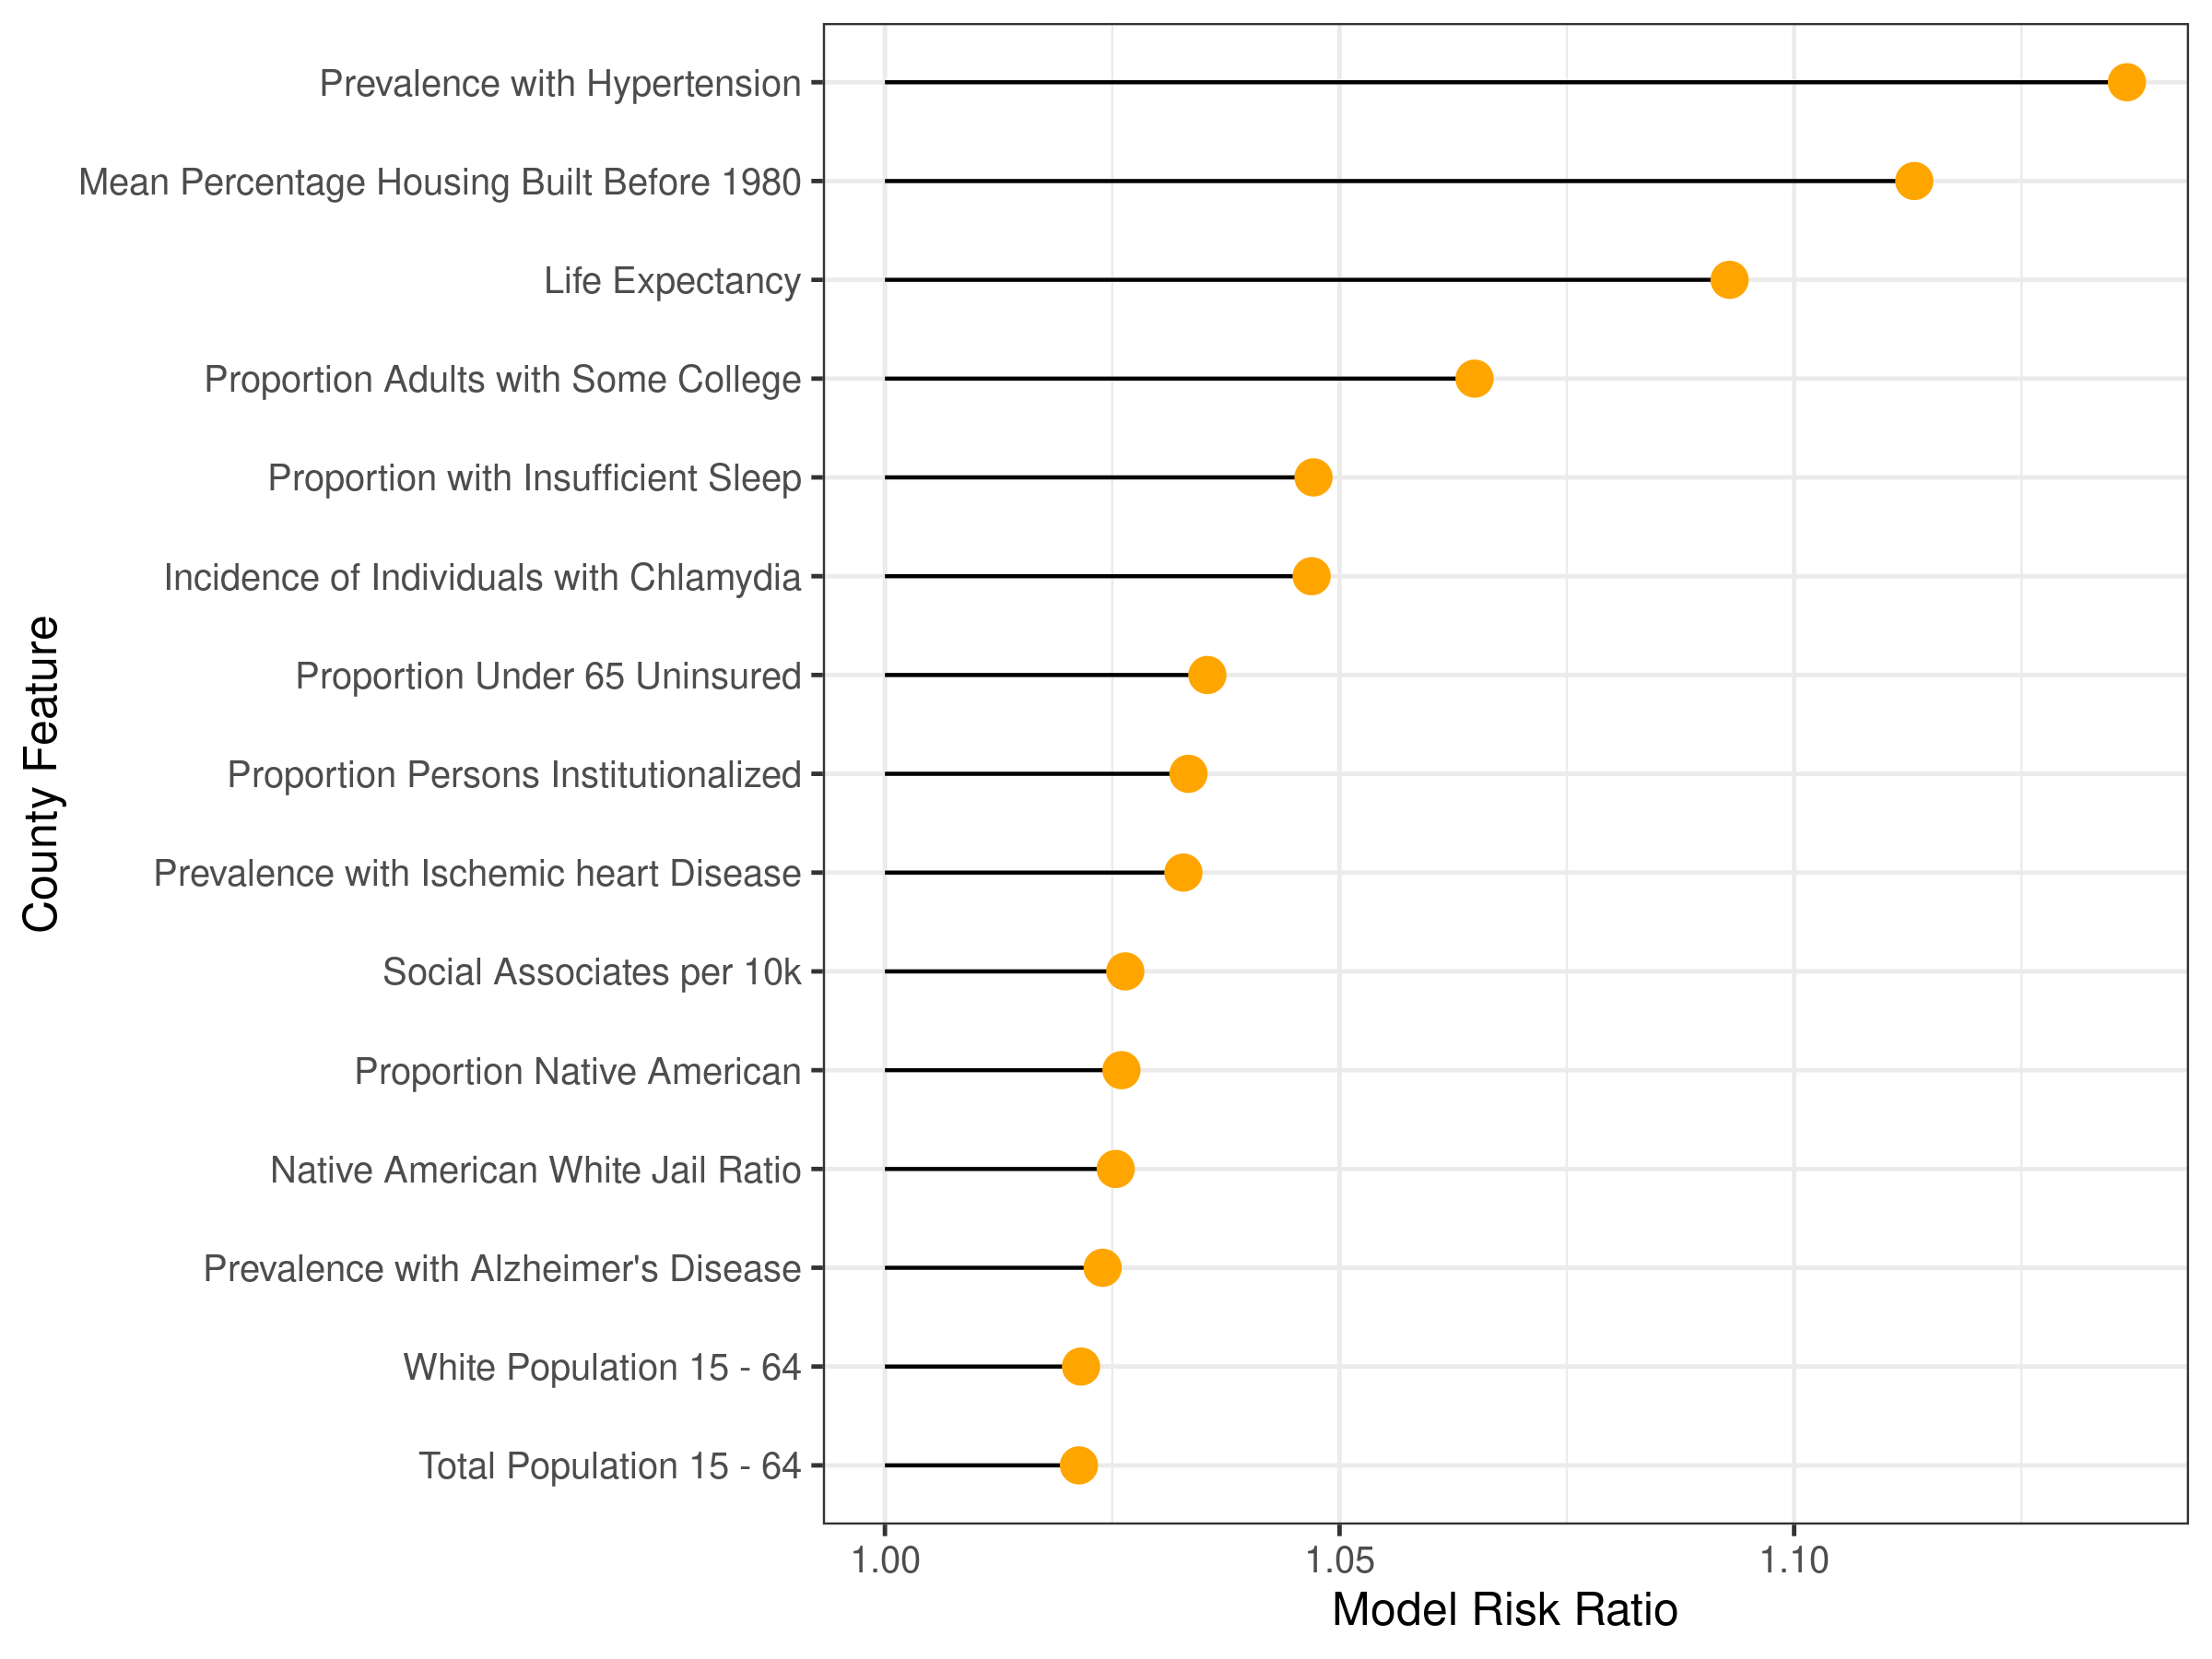 Prevalence with Hypertension
Mean Percentage Housing Built Before 1980
Life Expectancy
Proportion Adults with Some College
Proportion with Insufficient Sleep
Incidence of Individuals with Chlamydia
Proportion Under 65 Uninsured
Proportion Persons Institutionalized
Prevalence with Ischemic heart Disease
Social Associates per 10k
Proportion Native American
Native American White Jail Ratio
Prevalence with Alzheimer's Disease
White Population 15 - 64
Total Population 15 - 64
County Feature
1.00 1.05 1.10
Model Risk Ratio